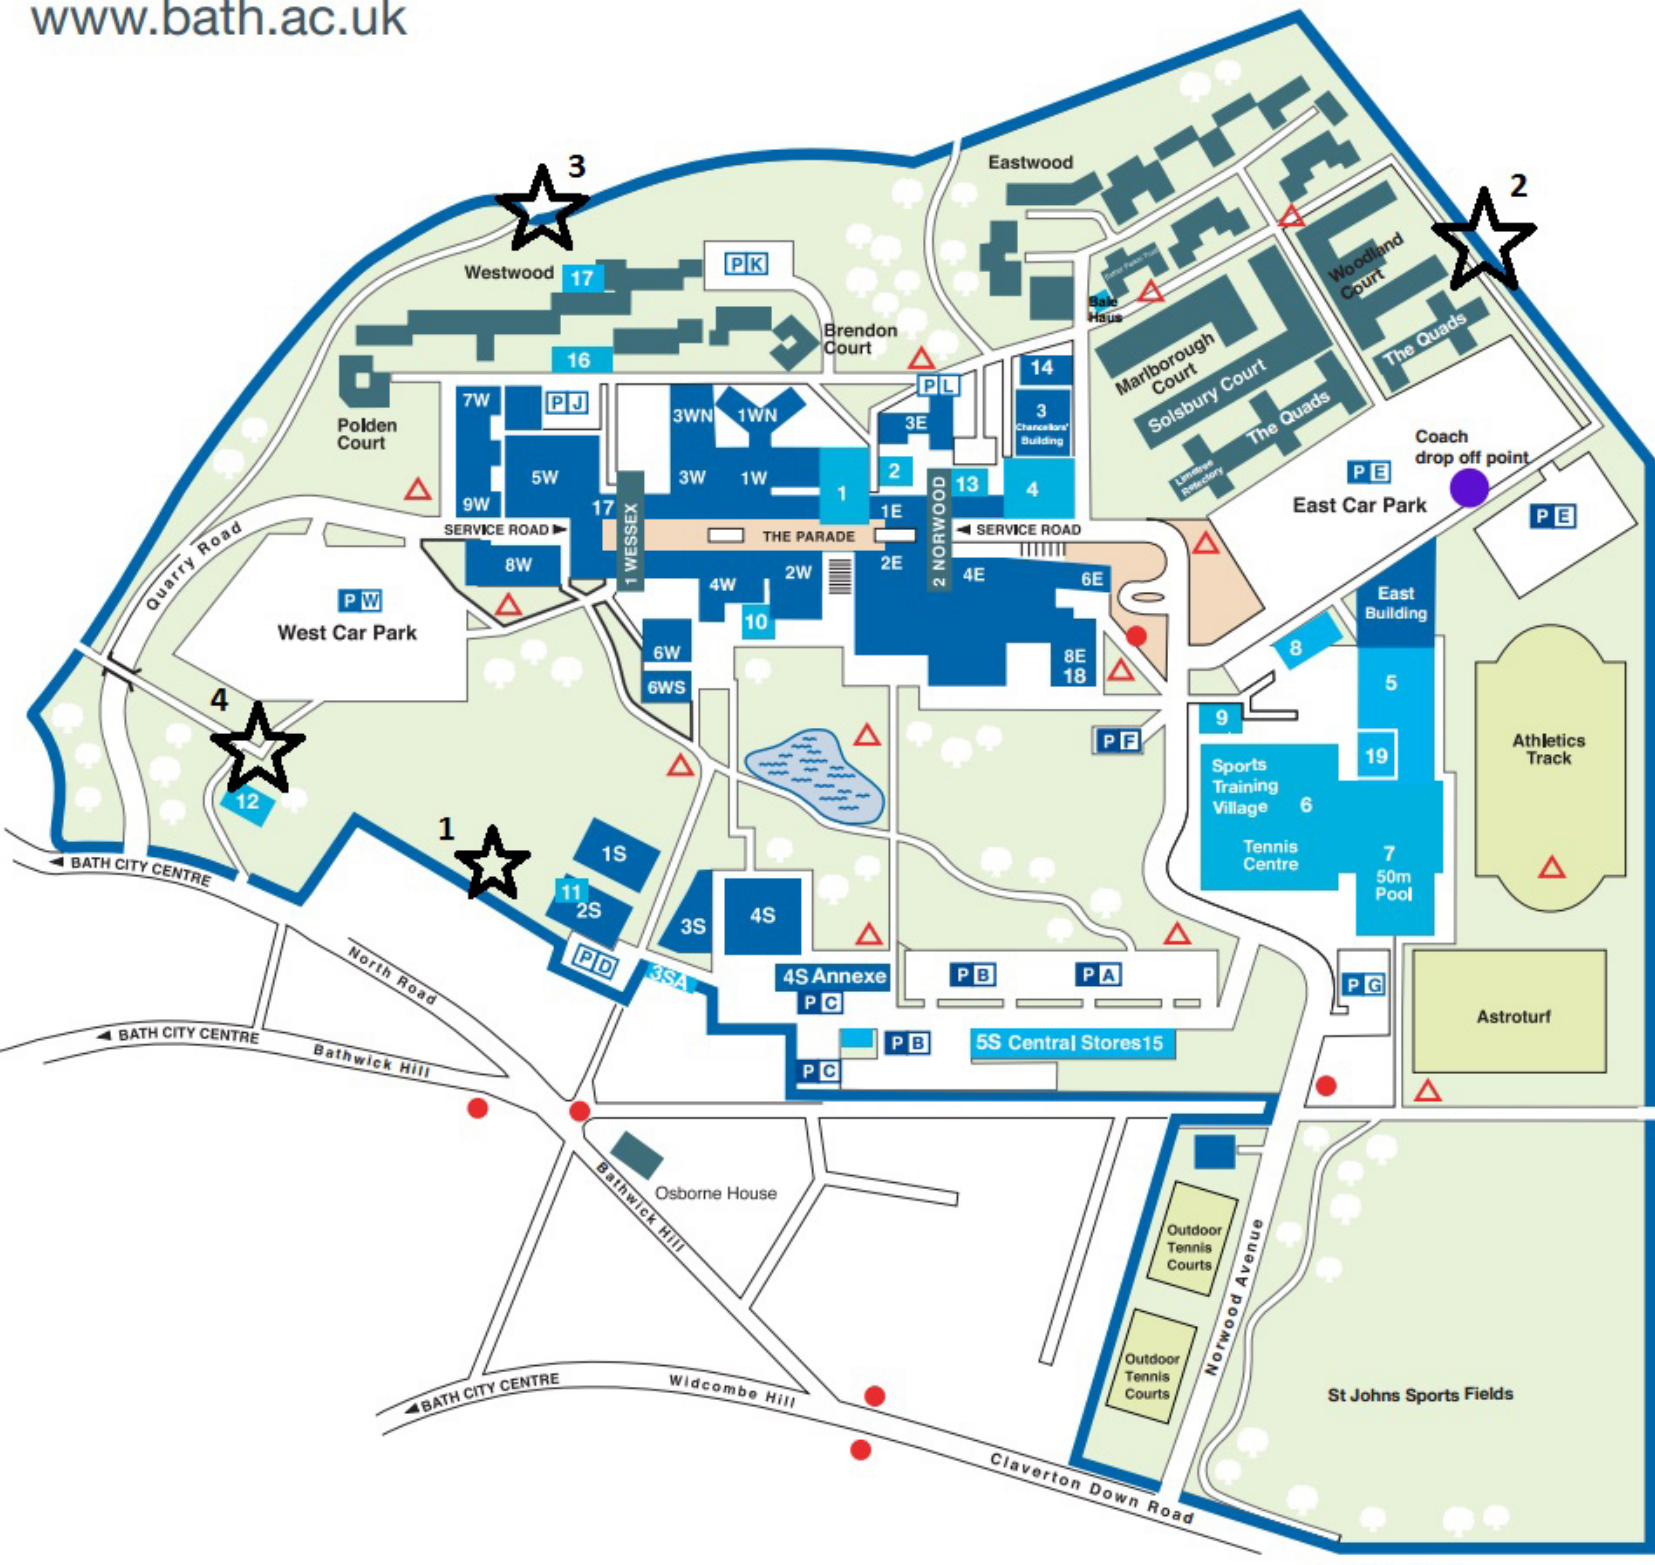 www.bath.ac.uk
3
2
Eastwood
Westwood
17
P K
Woodland
Court
Bale
Haus
Brendon
Court
The Quads
16
P L
14
Marlborough
Court
Solsbury Court
7W
P J
3WN
1WN
3E
3
Chancellors'
Building
The Quads
Polden
Court
Coach
drop off point
Limetree
Refectory
P E
East Car Park
5W
3W
1W
1
2
13
4
9W
17
1 WESSEX
1E
2 NORWOOD
P E
SERVICE ROAD
THE PARADE
SERVICE ROAD
Quarry Road
8W
4W
2W
2E
4E
6E
East
Building
P W
West Car Park
10
6W
8
8E
18
6WS
5
4
9
P F
19
Athletics
Track
Sports
Training
Village
6
12
1
Tennis
Centre
7
50m
Pool
BATH CITY CENTRE
1S
11
2S
3S
4S
P D
3SA
4S Annexe
P B
P A
P C
P G
North Road
Astroturf
BATH CITY CENTRE
P B
5S Central Stores15
Bathwick Hill
P C
Bathwick Hill
Osborne House
Outdoor
Tennis
Courts
Norwood Avenue
Outdoor
Tennis
Courts
BATH CITY CENTRE
Widcombe Hill
St Johns Sports Fields
Claverton Down Road